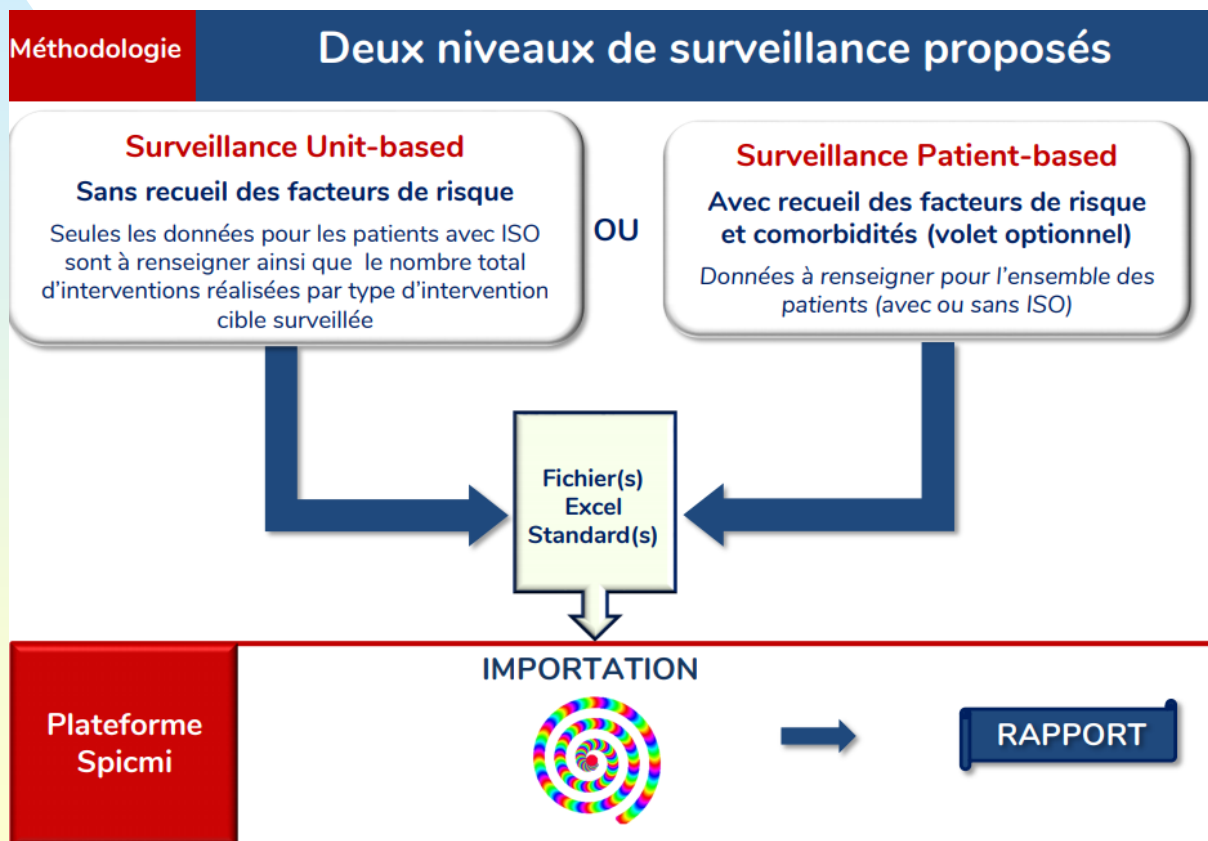 Méthodologie
Deux niveaux de surveillance proposés
Surveillance Unit-based
Sans recueil des facteurs de risque
Seules les données pour les patients avec ISO
sont à renseigner ainsi que le nombre total
d'interventions réalisées par type d'intervention
cible surveillée
OU
Surveillance Patient-based
Avec recueil des facteurs de risque
et comorbidités (volet optionnel)
Données à renseigner pour l'ensemble des
patients (avec ou sans ISO)
Fichier(s)
Excel
Standard(s)
IMPORTATION
Plateforme
Spicmi
RAPPORT